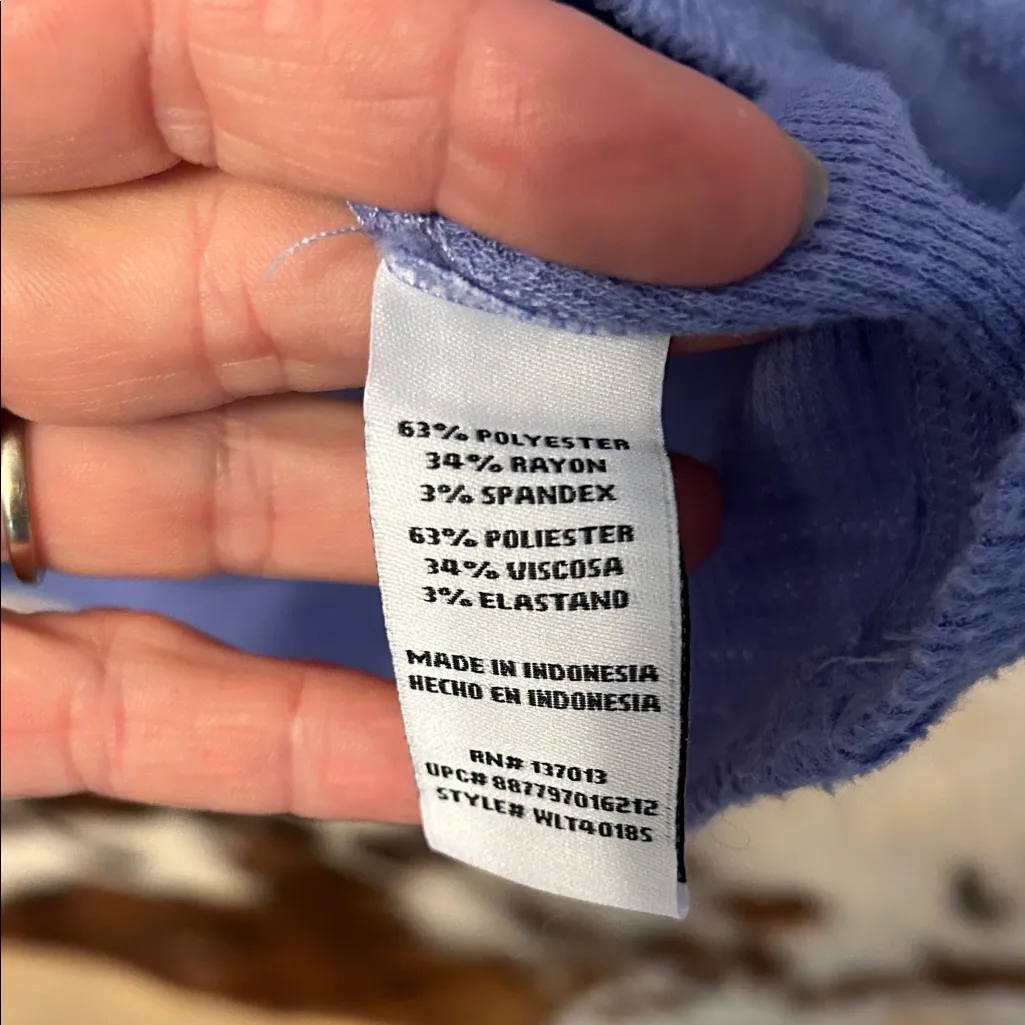 63% POLYESTER
34% RAYON
3% SPANDEX
63% POLIESTER
34% VISCOSA
3% ELASTANO
MADE IN INDONESIA
HECHO EN INDONESIA
RN# 137013
UPC# 887797016212
STYLE# WLT4018S